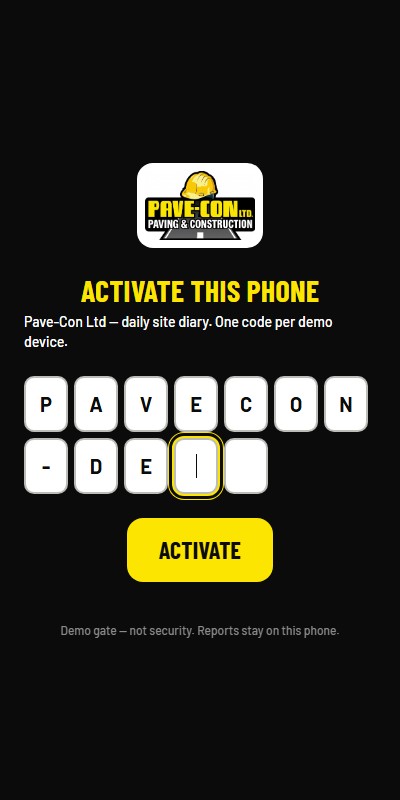 PAVE-CON LTD.
PAVING & CONSTRUCTION
ACTIVATE THIS PHONE
Pave-Con Ltd — daily site diary. One code per demo
device.
P A V E C O N
- D E
ACTIVATE
Demo gate — not security. Reports stay on this phone.